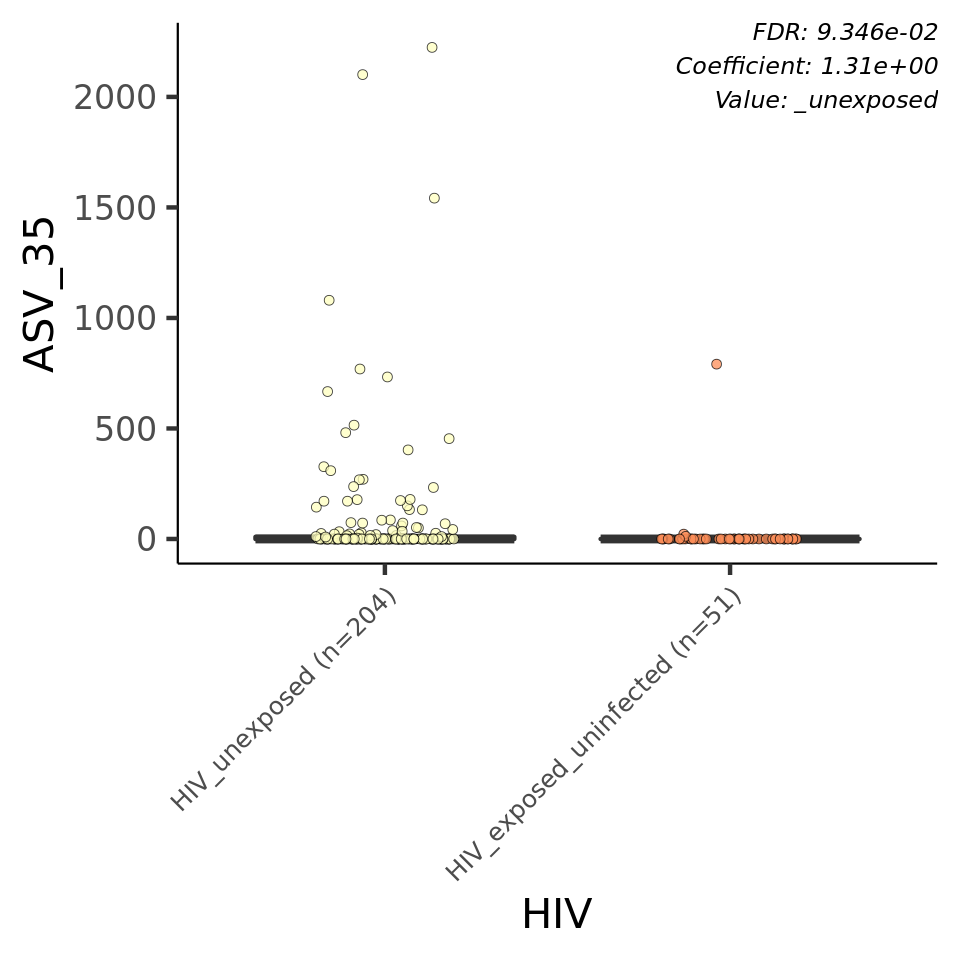 FDR: 9.346e-02
Coefficient: 1.31e+00
Value: _unexposed
ASV_35
2000
1500
1000
500
0
HIV_unexposed (n=204)
HIV_exposed_uninfected (n=51)
HIV